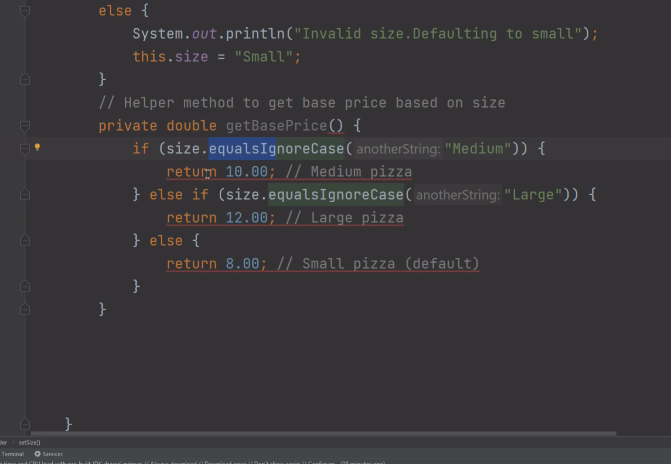 else {
System.out.println("Invalid size.Defaulting to small");
this.size = "Small";
}
// Helper method to get base price based on size
private double getBasePrice() {
if (size.equalsIgnoreCase( anotherString: "Medium")) {
return 10.00; // Medium pizza
} else if (size.equalsIgnoreCase( anotherString: "Large")) {
return 12.00; // Large pizza
} else {
return 8.00; // Small pizza (default)
}
}
}
setSize()
Terminal Services